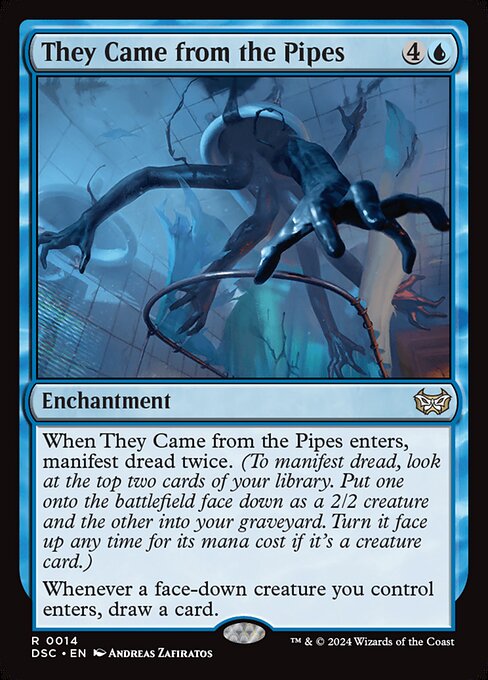 They Came from the Pipes 4
Enchantment
When They Came from the Pipes enters,
manifest dread twice. (To manifest dread, look
at the top two cards of your library. Put one
onto the battlefield face down as a 2/2 creature
and the other into your graveyard. Turn it face
up any time for its mana cost if it's a creature
card.)
Whenever a face-down creature you control
enters, draw a card.
R 0014
DSC • EN Andreas Zafiratos
™ & © 2024 Wizards of the Coast